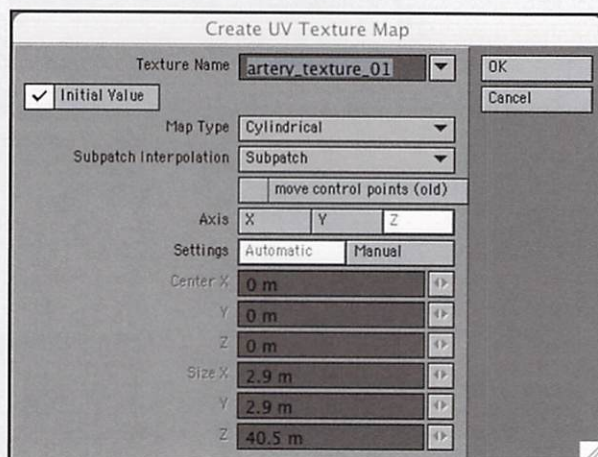 Create UV Texture Map
Texture Name artery_texture_01
OK
Initial Value
Cancel
Map Type Cylindrical
Subpatch Interpolation Subpatch
move control points (old)
Axis X Y Z
Settings Automatic Manual
Center X 0 m
Y 0 m
Z 0 m
Size X 2.9 m
Y 2.9 m
Z 40.5 m